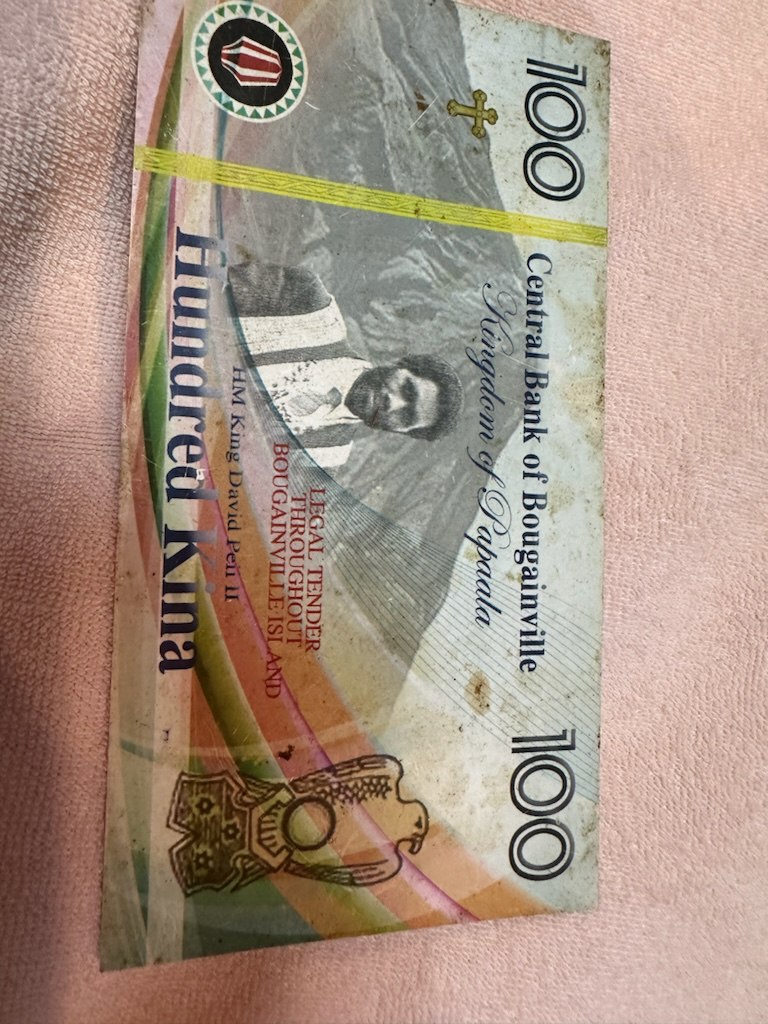 100
Central Bank of Bougainville
Kingdom of Papaala
100
LEGAL TENDER
THROUGHOUT
BOUGAINVILLE ISLAND
HM King David Peii II
Hundred Kina